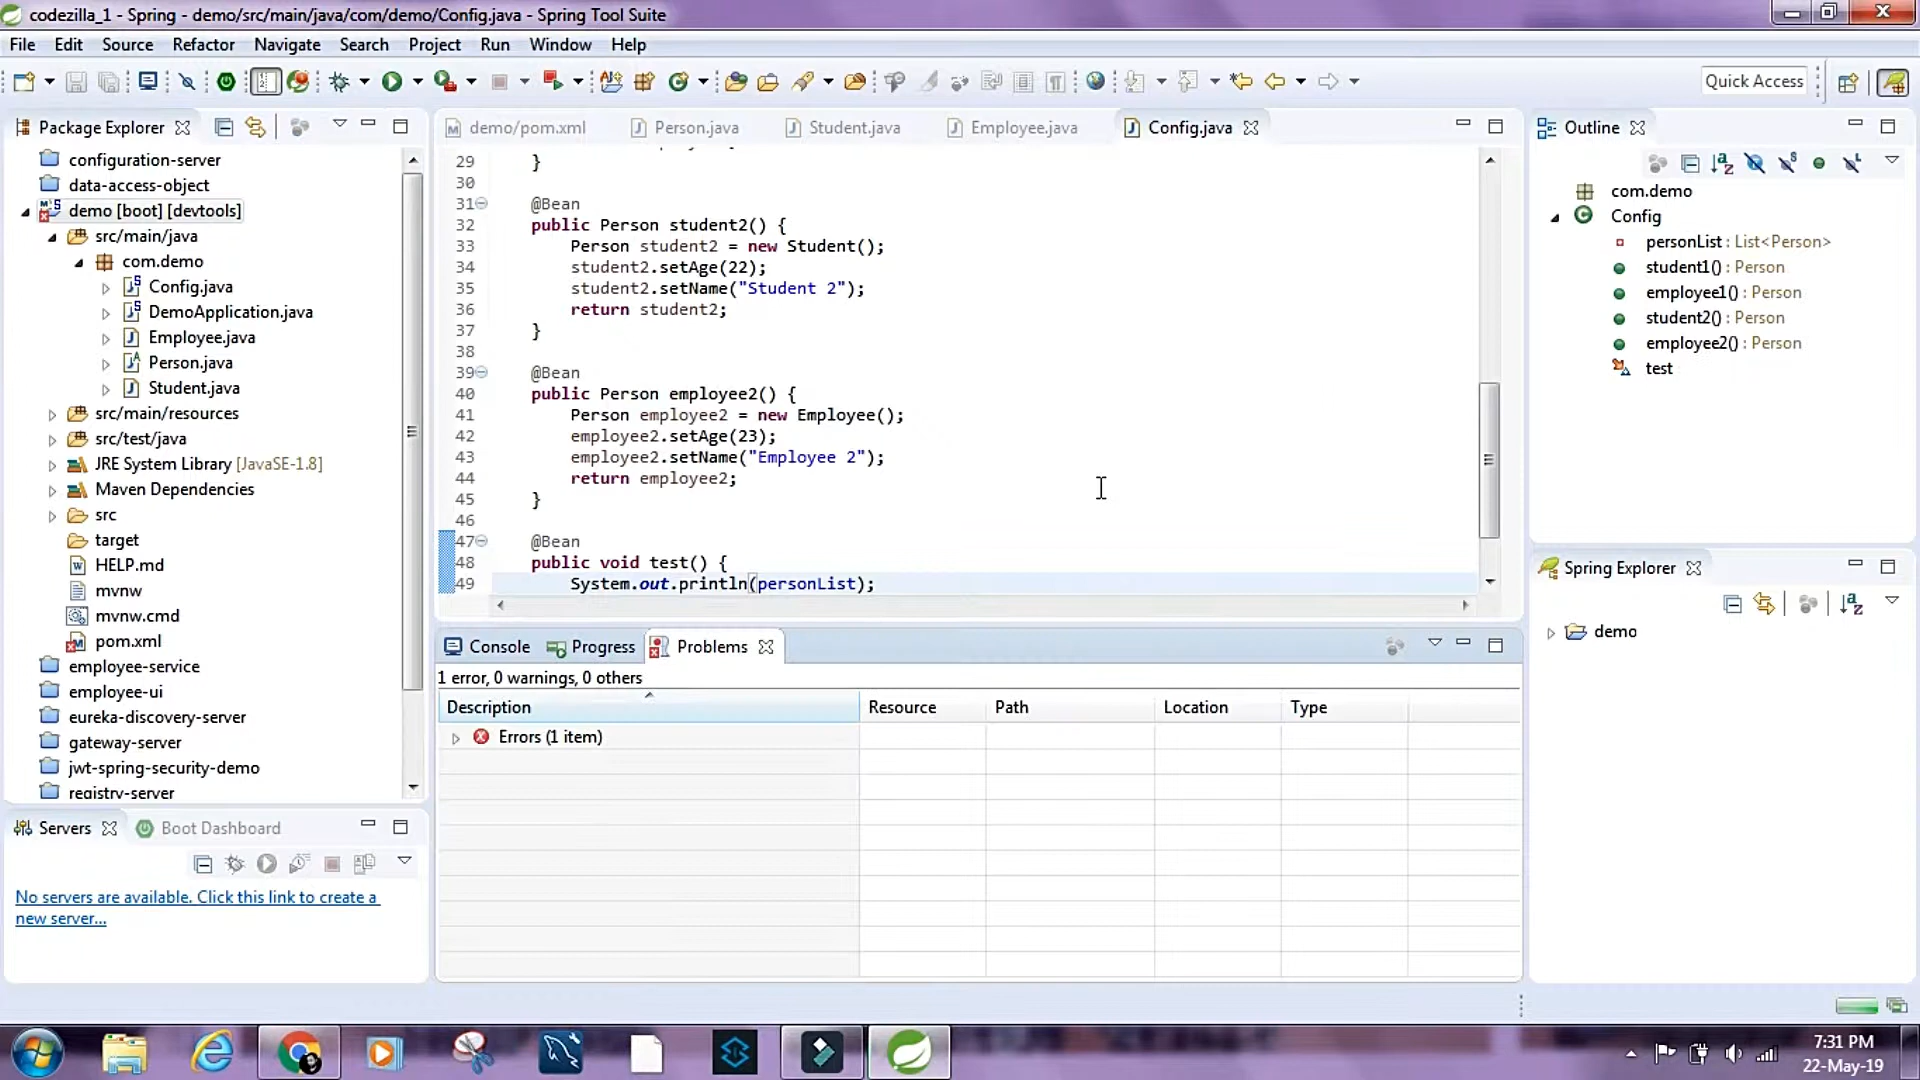 codezilla_1 - Spring - demo/src/main/java/com/demo/Config.java - Spring Tool Suite
File Edit Source Refactor Navigate Search Project Run Window Help
Quick Access
Package Explorer
configuration-server
data-access-object
demo [boot] [devtools]
src/main/java
com.demo
Config.java
DemoApplication.java
Employee.java
Person.java
Student.java
src/main/resources
src/test/java
JRE System Library [JavaSE-1.8]
Maven Dependencies
src
target
HELP.md
mvnw
mvnw.cmd
pom.xml
employee-service
employee-ui
eureka-discovery-server
gateway-server
jwt-spring-security-demo
registry-server
Servers Boot Dashboard
No servers are available. Click this link to create a
new server...
demo/pom.xml Person.java Student.java Employee.java Config.java
29 }
30
31 @Bean
32 public Person student2() {
33 Person student2 = new Student();
34 student2.setAge(22);
35 student2.setName("Student 2");
36 return student2;
37 }
38
39 @Bean
40 public Person employee2() {
41 Person employee2 = new Employee();
42 employee2.setAge(23);
43 employee2.setName("Employee 2");
44 return employee2;
45 }
46
47 @Bean
48 public void test() {
49 System.out.println(personList);
Console Progress Problems
1 error, 0 warnings, 0 others
Description Resource Path Location Type
Errors (1 item)
Outline
com.demo
Config
personList : List<Person>
student1() : Person
employee1() : Person
student2() : Person
employee2() : Person
test
Spring Explorer
demo
7:31 PM
22-May-19